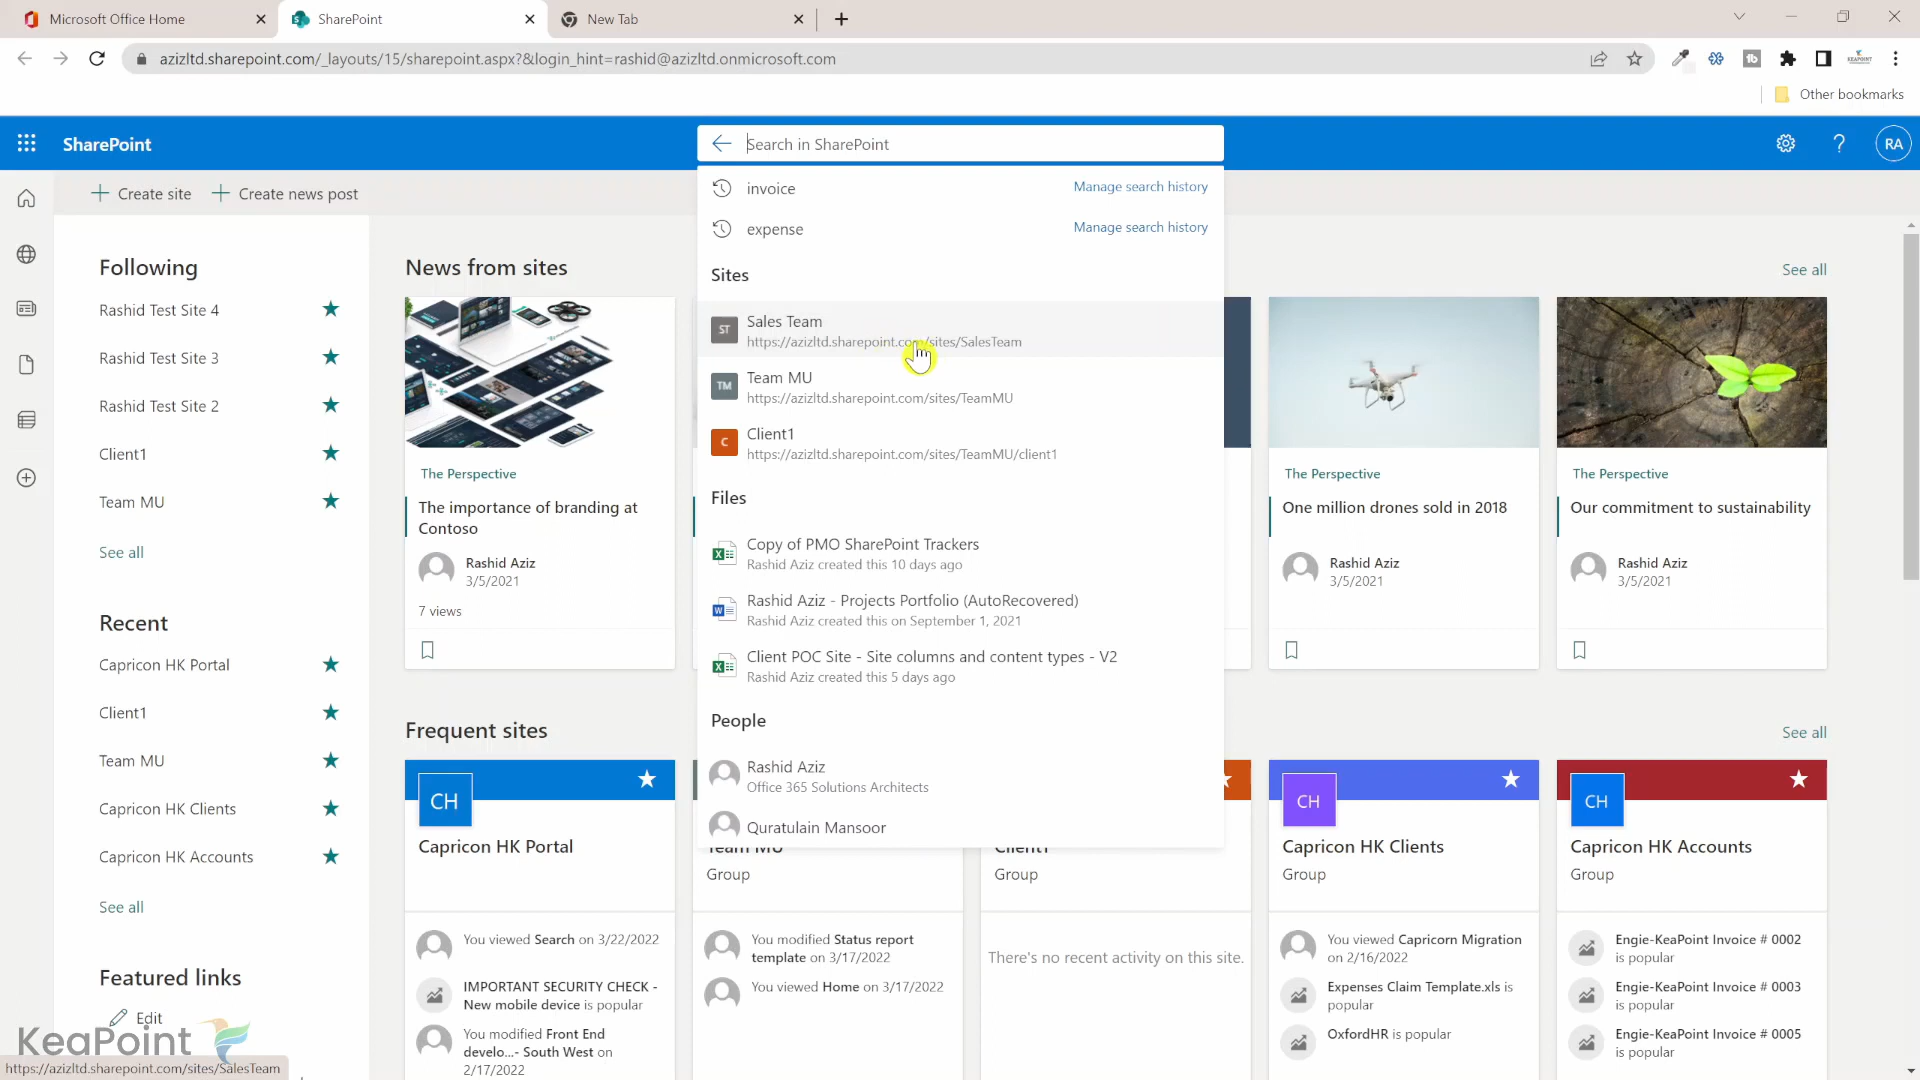 Microsoft Office Home
SharePoint
New Tab
azizltd.sharepoint.com/_layouts/15/sharepoint.aspx?&login_hint=rashid@azizltd.onmicrosoft.com
Other bookmarks
SharePoint
Search in SharePoint
RA
Create site
Create news post
invoice
Manage search history
expense
Manage search history
Sites
ST
Sales Team
https://azizltd.sharepoint.com/sites/SalesTeam
TM
Team MU
https://azizltd.sharepoint.com/sites/TeamMU
C
Client1
https://azizltd.sharepoint.com/sites/TeamMU/client1
Files
Copy of PMO SharePoint Trackers
Rashid Aziz created this 10 days ago
Rashid Aziz - Projects Portfolio (AutoRecovered)
Rashid Aziz created this on September 1, 2021
Client POC Site - Site columns and content types - V2
Rashid Aziz created this 5 days ago
People
Rashid Aziz
Office 365 Solutions Architects
Quratulain Mansoor
Following
Rashid Test Site 4
Rashid Test Site 3
Rashid Test Site 2
Client1
Team MU
See all
Recent
Capricon HK Portal
Client1
Team MU
Capricon HK Clients
Capricon HK Accounts
See all
Featured links
Edit
KeaPoint
https://azizltd.sharepoint.com/sites/SalesTeam
News from sites
See all
The Perspective
The importance of branding at
Contoso
Rashid Aziz
3/5/2021
7 views
The Perspective
One million drones sold in 2018
Rashid Aziz
3/5/2021
The Perspective
Our commitment to sustainability
Rashid Aziz
3/5/2021
Frequent sites
See all
CH
Capricon HK Portal
You viewed Search on 3/22/2022
IMPORTANT SECURITY CHECK -
New mobile device is popular
You modified Front End
develo...- South West on
2/17/2022
Team MU
Group
You modified Status report
template on 3/17/2022
You viewed Home on 3/17/2022
Client1
Group
There's no recent activity on this site.
CH
Capricon HK Clients
Group
You viewed Capricorn Migration
on 2/16/2022
Expenses Claim Template.xls is
popular
OxfordHR is popular
CH
Capricon HK Accounts
Group
Engie-KeaPoint Invoice # 0002
is popular
Engie-KeaPoint Invoice # 0003
is popular
Engie-KeaPoint Invoice # 0005
is popular